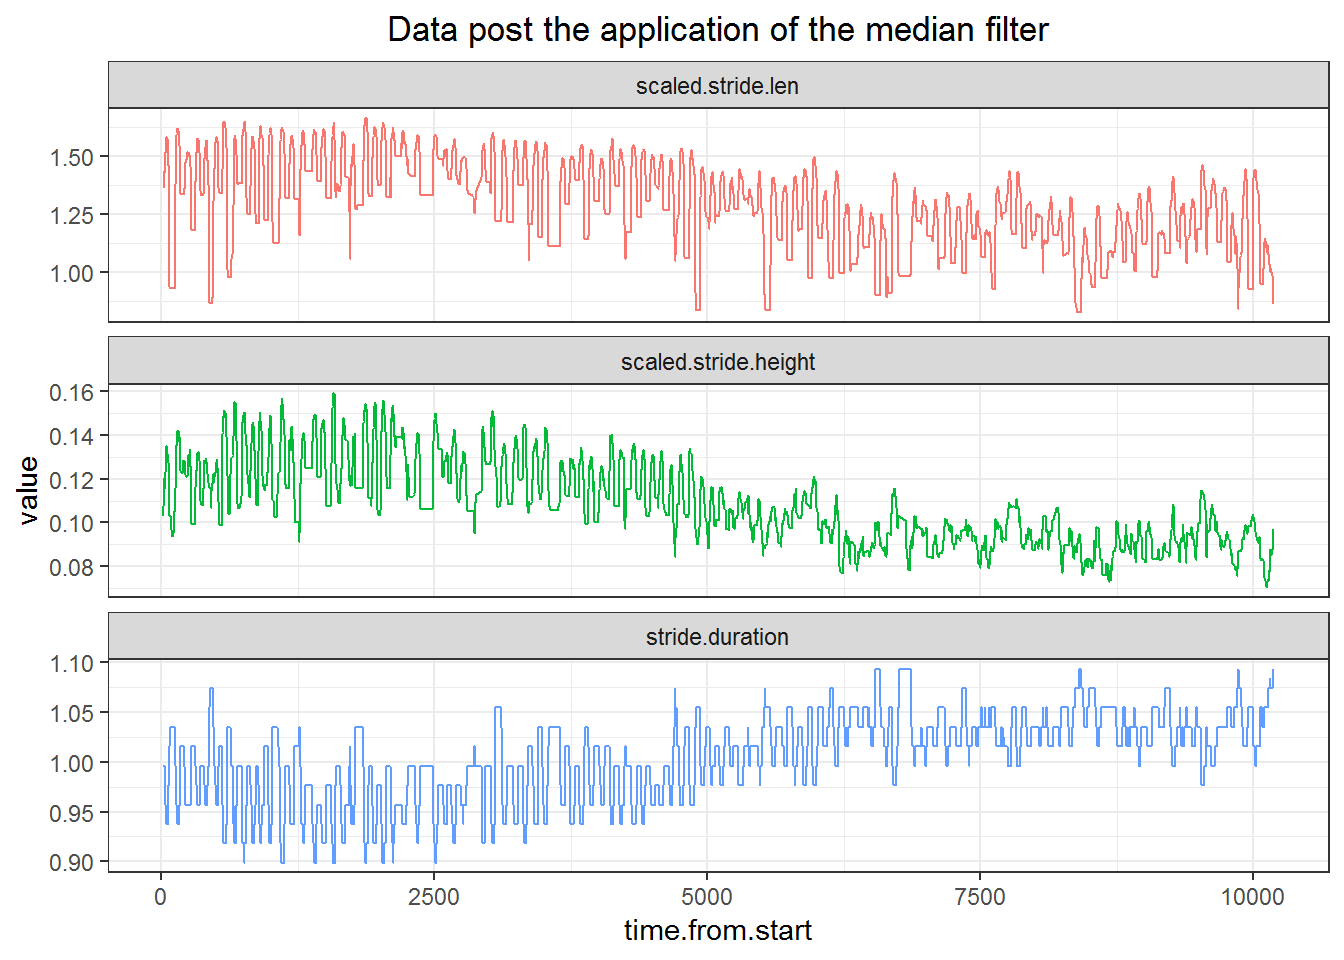 Data post the application of the median filter
scaled.stride.len
1.50
1.25
1.00
scaled.stride.height
0.16
0.14
0.12
0.10
0.08
value
stride.duration
1.10
1.05
1.00
0.95
0.90
0 2500 5000 7500 10000
time.from.start